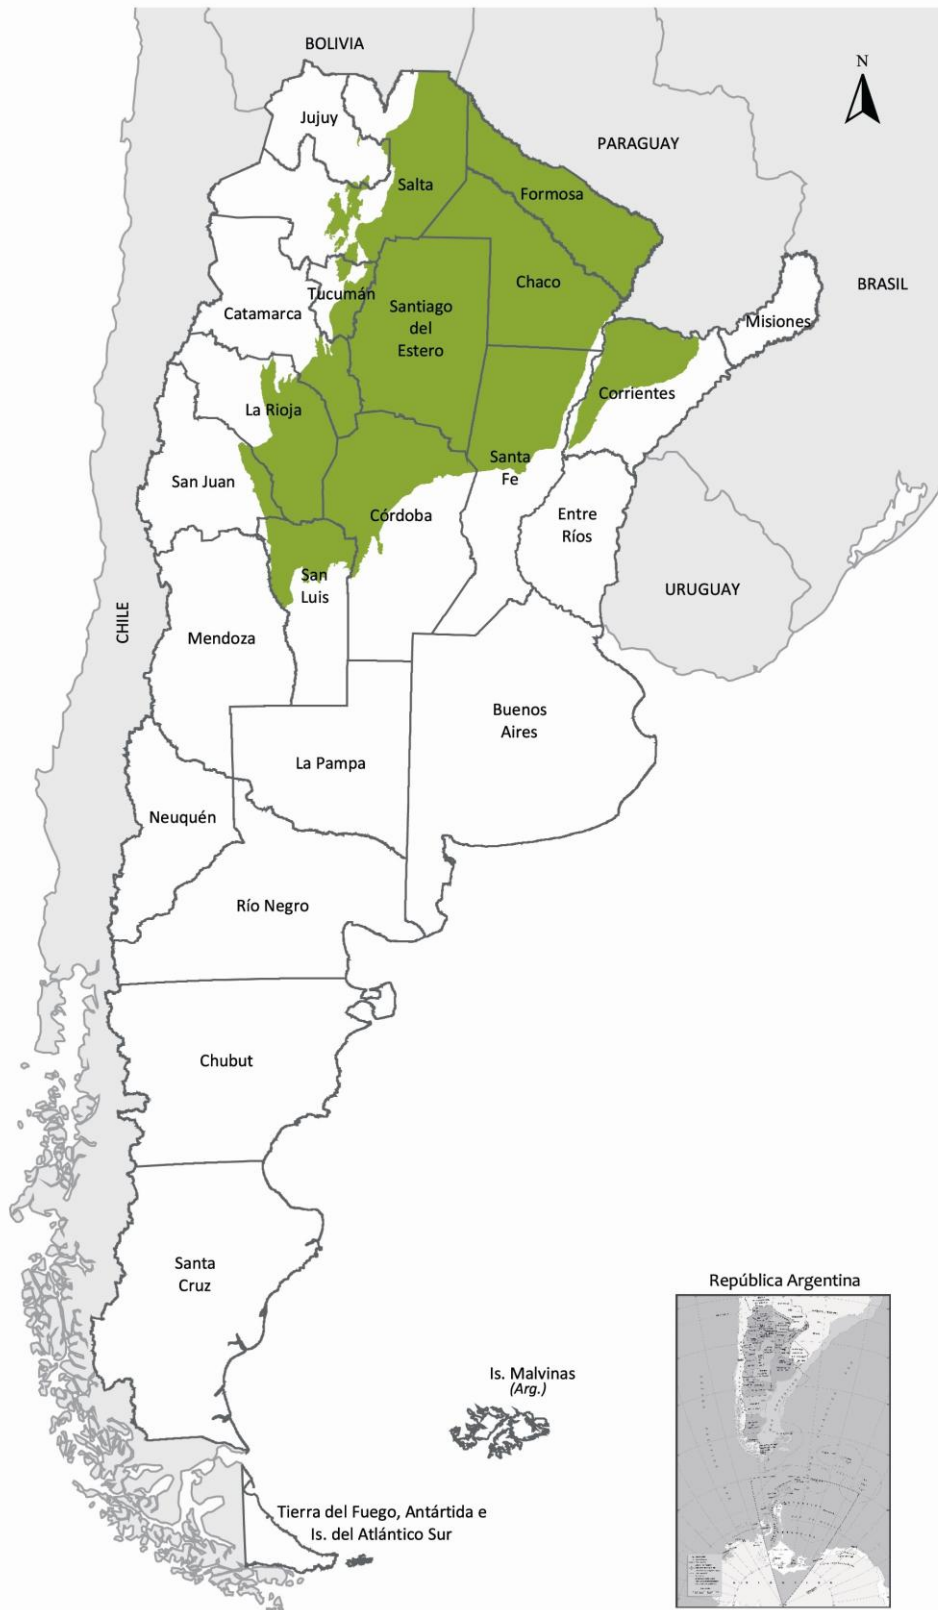 BOLIVIA
N
Jujuy
PARAGUAY
Salta
Formosa
Chaco
BRASIL
Tucumán
Santiago
del
Estero
Catamarca
Misiones
La Rioja
Corrientes
Santa
Fe
San Juan
Córdoba
Entre
Ríos
San
Luis
URUGUAY
CHILE
Mendoza
Buenos
Aires
La Pampa
Neuquén
Río Negro
Chubut
Santa
Cruz
República Argentina
Is. Malvinas
(Arg.)
Tierra del Fuego, Antártida e
Is. del Atlántico Sur